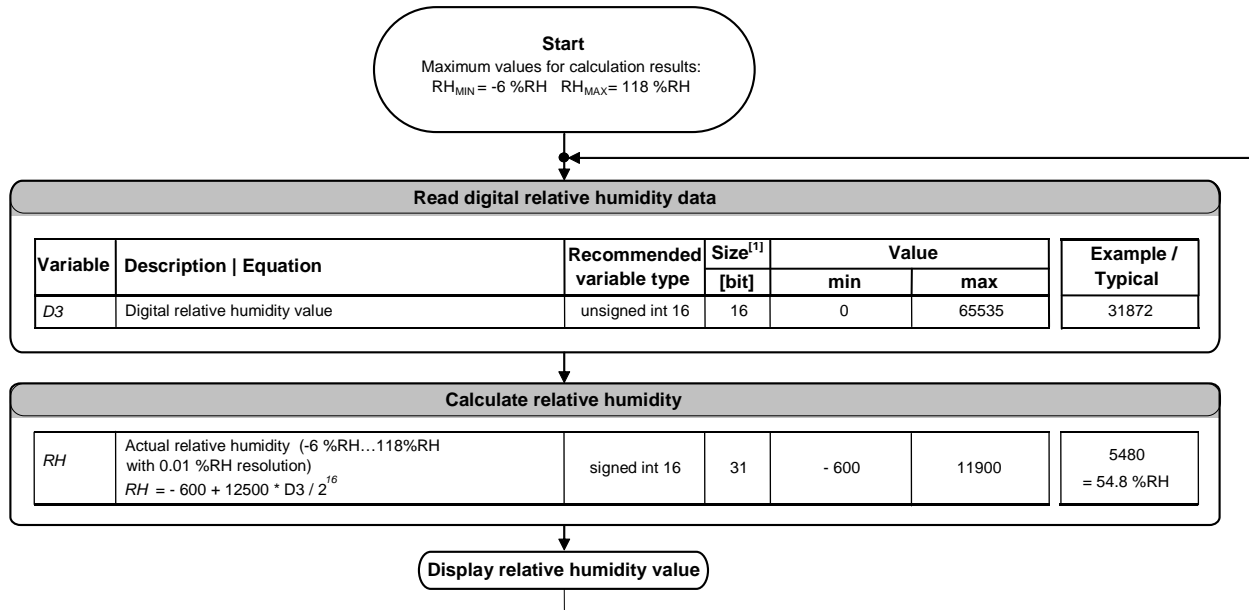 Start
Maximum values for calculation results:
RHMIN = -6 %RH RHMAX= 118 %RH
Read digital relative humidity data
Variable Description | Equation Recommended variable type Size[1] [bit] Value min max Example / Typical
D3 Digital relative humidity value unsigned int 16 16 0 65535 31872
Calculate relative humidity
RH Actual relative humidity (-6 %RH…118%RH
with 0.01 %RH resolution)
RH = - 600 + 12500 * D3 / 2^16
signed int 16 31 - 600 11900
5480
= 54.8 %RH
Display relative humidity value